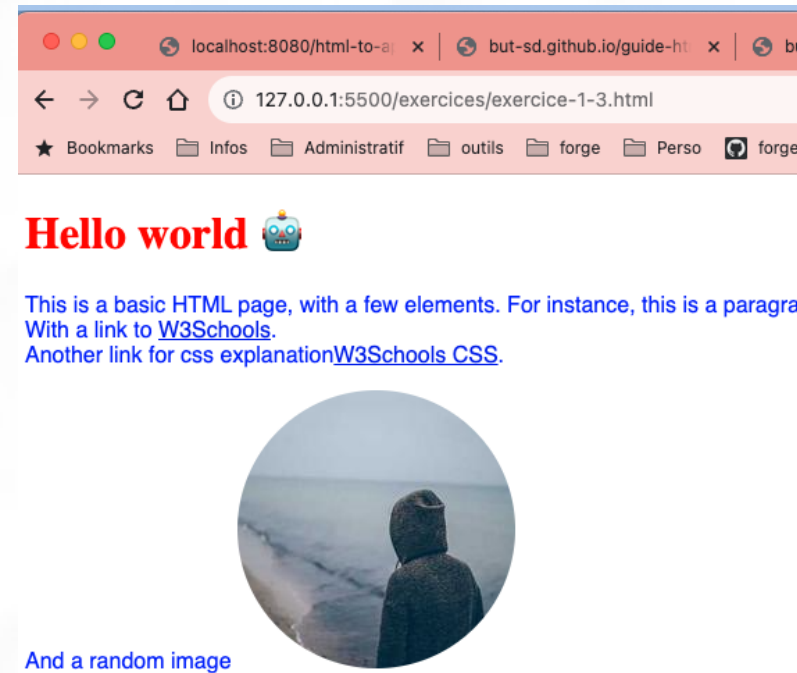 localhost:8080/html-to-a but-sd.github.io/guide-ht
127.0.0.1:5500/exercices/exercice-1-3.html
Bookmarks Infos Administratif outils forge Perso forge
Hello world 🤖
This is a basic HTML page, with a few elements. For instance, this is a paragra
With a link to W3Schools.
Another link for css explanationW3Schools CSS.
And a random image